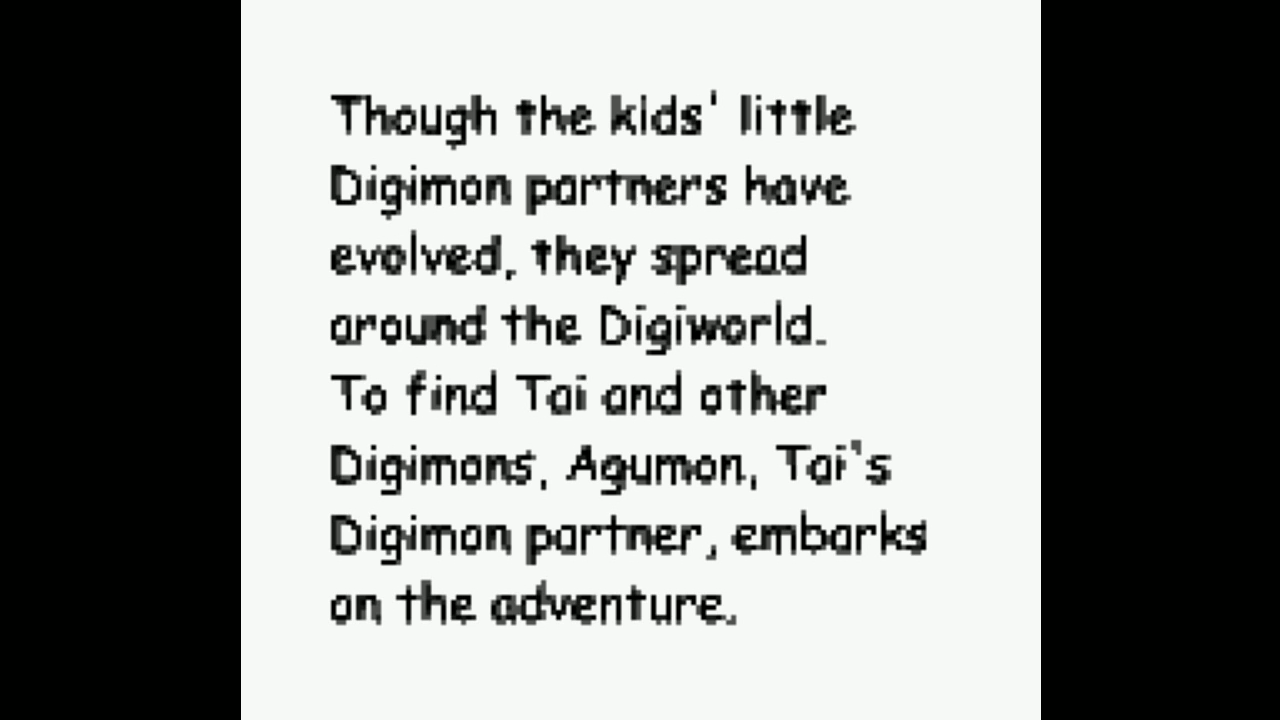 Though the kids' little
Digimon partners have
evolved, they spread
around the Digiworld.
To find Tai and other
Digimons, Agumon, Tai's
Digimon partner, embarks
on the adventure.